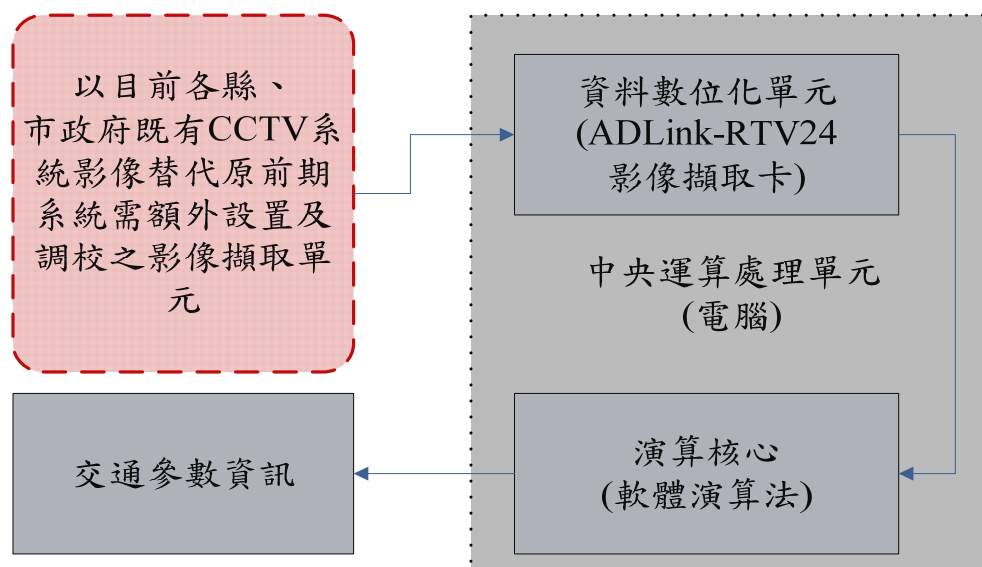 以目前各縣、
市政府既有CCTV系
統影像替代原前期
系統需額外設置及
調校之影像擷取單
元
資料數位化單元
(ADLink-RTV24
影像擷取卡)
中央運算處理單元
(電腦)
演算核心
(軟體演算法)
交通參數資訊